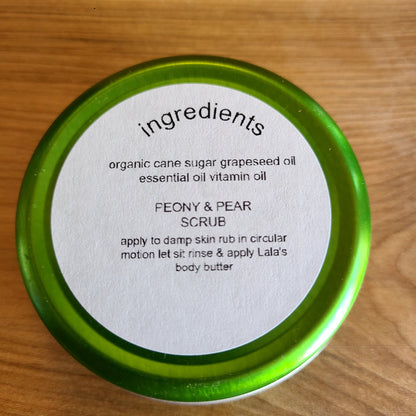 ingredients
organic cane sugar grapeseed oil
essential oil vitamin oil
PEONY & PEAR
SCRUB
apply to damp skin rub in circular
motion let sit rinse & apply Lala's
body butter